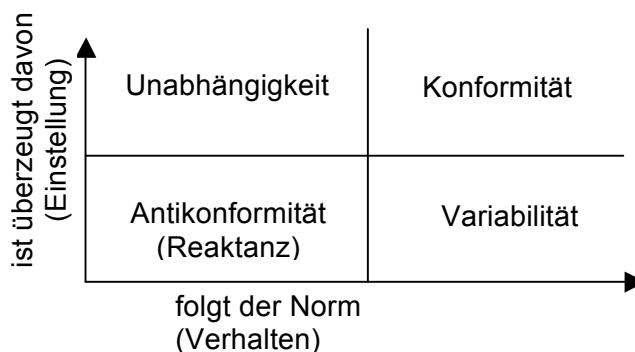 ist überzeugt davon
(Einstellung)
Unabhängigkeit
Konformität
Antikonformität
(Reaktanz)
Variabilität
folgt der Norm
(Verhalten)